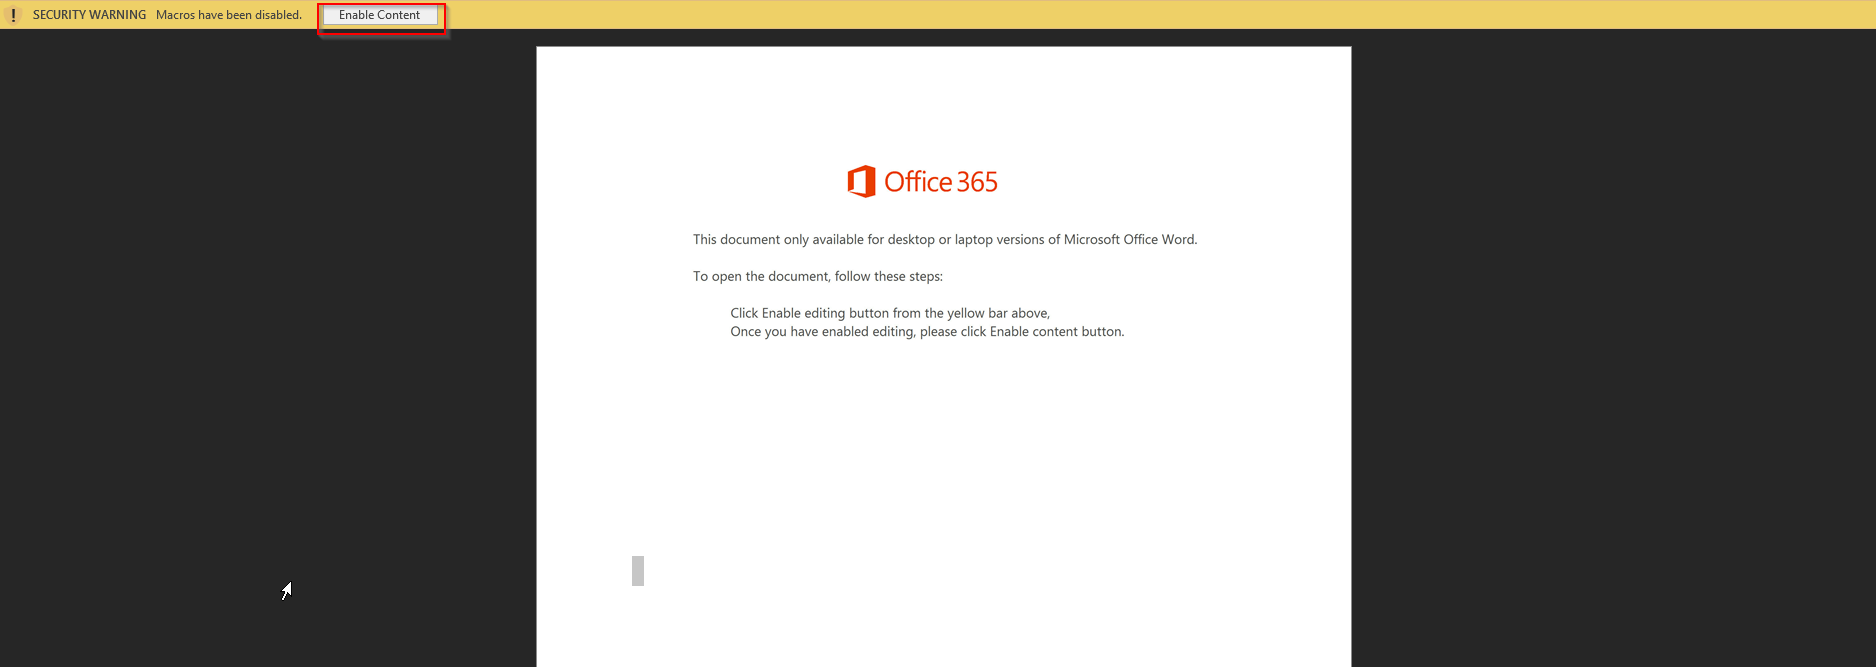 ! SECURITY WARNING Macros have been disabled. Enable Content
Office 365
This document only available for desktop or laptop versions of Microsoft Office Word.
To open the document, follow these steps:
Click Enable editing button from the yellow bar above,
Once you have enabled editing, please click Enable content button.